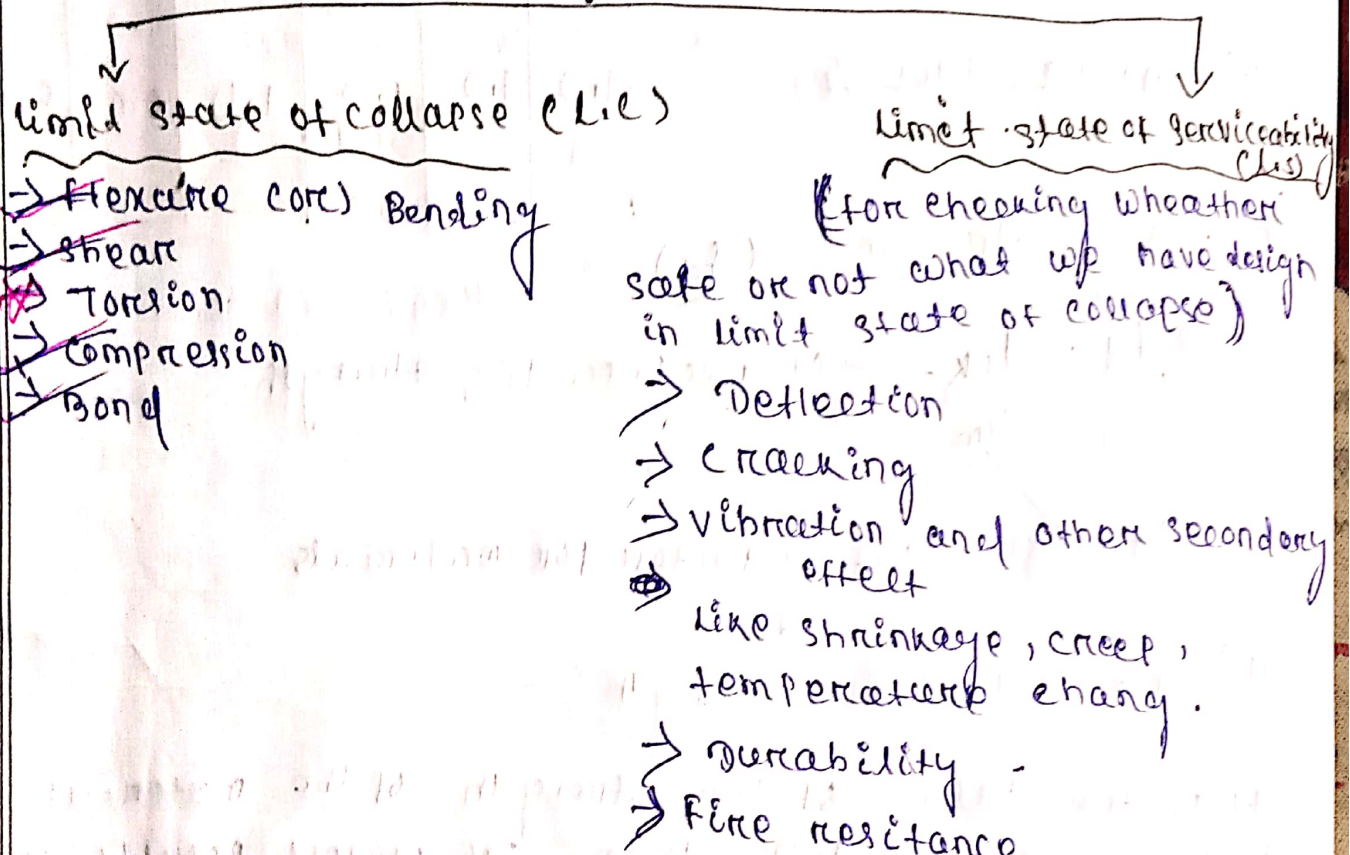 Limit state of collapse (L.C)
→ Flexure (or) Bending
→ Shear
→ Torsion
→ Compression
→ Bond
Limit state of serviceability
(L.S)
(for checking wheather
safe or not what we have design
in limit state of collapse)
→ Deflection
→ Cracking
→ Vibration and other secondary
effect
Like shrinkage, creep,
temperature chang.
→ Durability
→ Fire resitance